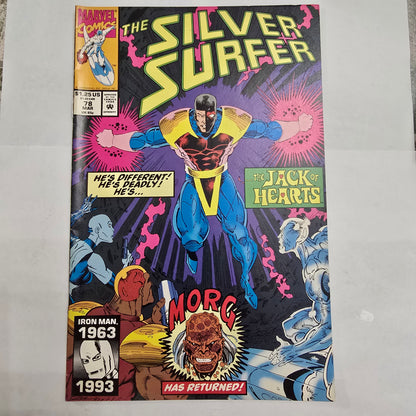 MARVEL
COMICS
THE SILVER
SURFER
$1.25 US
78
MAR
HE'S DIFFERENT!
HE'S DEADLY!
HE'S...
THE JACK OF
HEARTS
MORG
HAS RETURNED!
IRON MAN
1963
1993